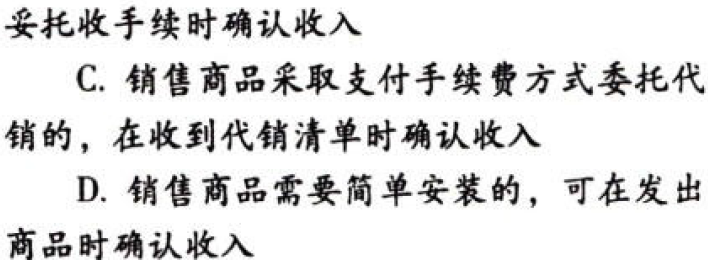 妥托收手续时确认收入
C. 销售商品采取支付手续费方式委托代
销的，在收到代销清单时确认收入
D. 销售商品需要简单安装的，可在发出
商品时确认收入